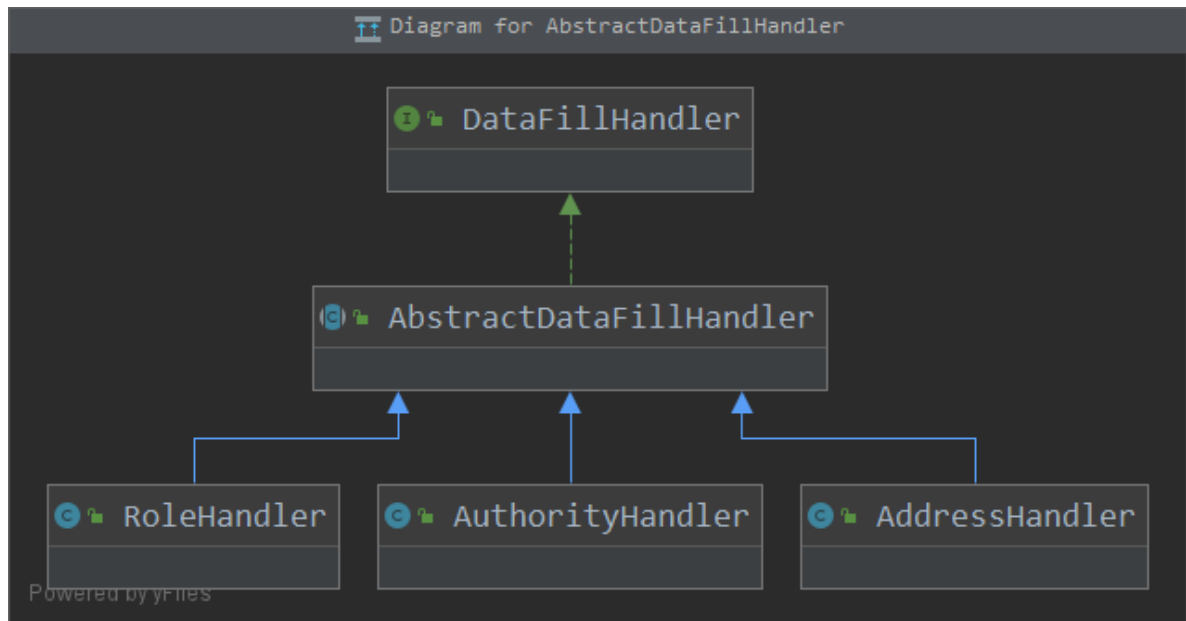 Diagram for AbstractDataFillHandler
I DataFillHandler
C AbstractDataFillHandler
C RoleHandler
C AuthorityHandler
C AddressHandler
Powered by yFiles